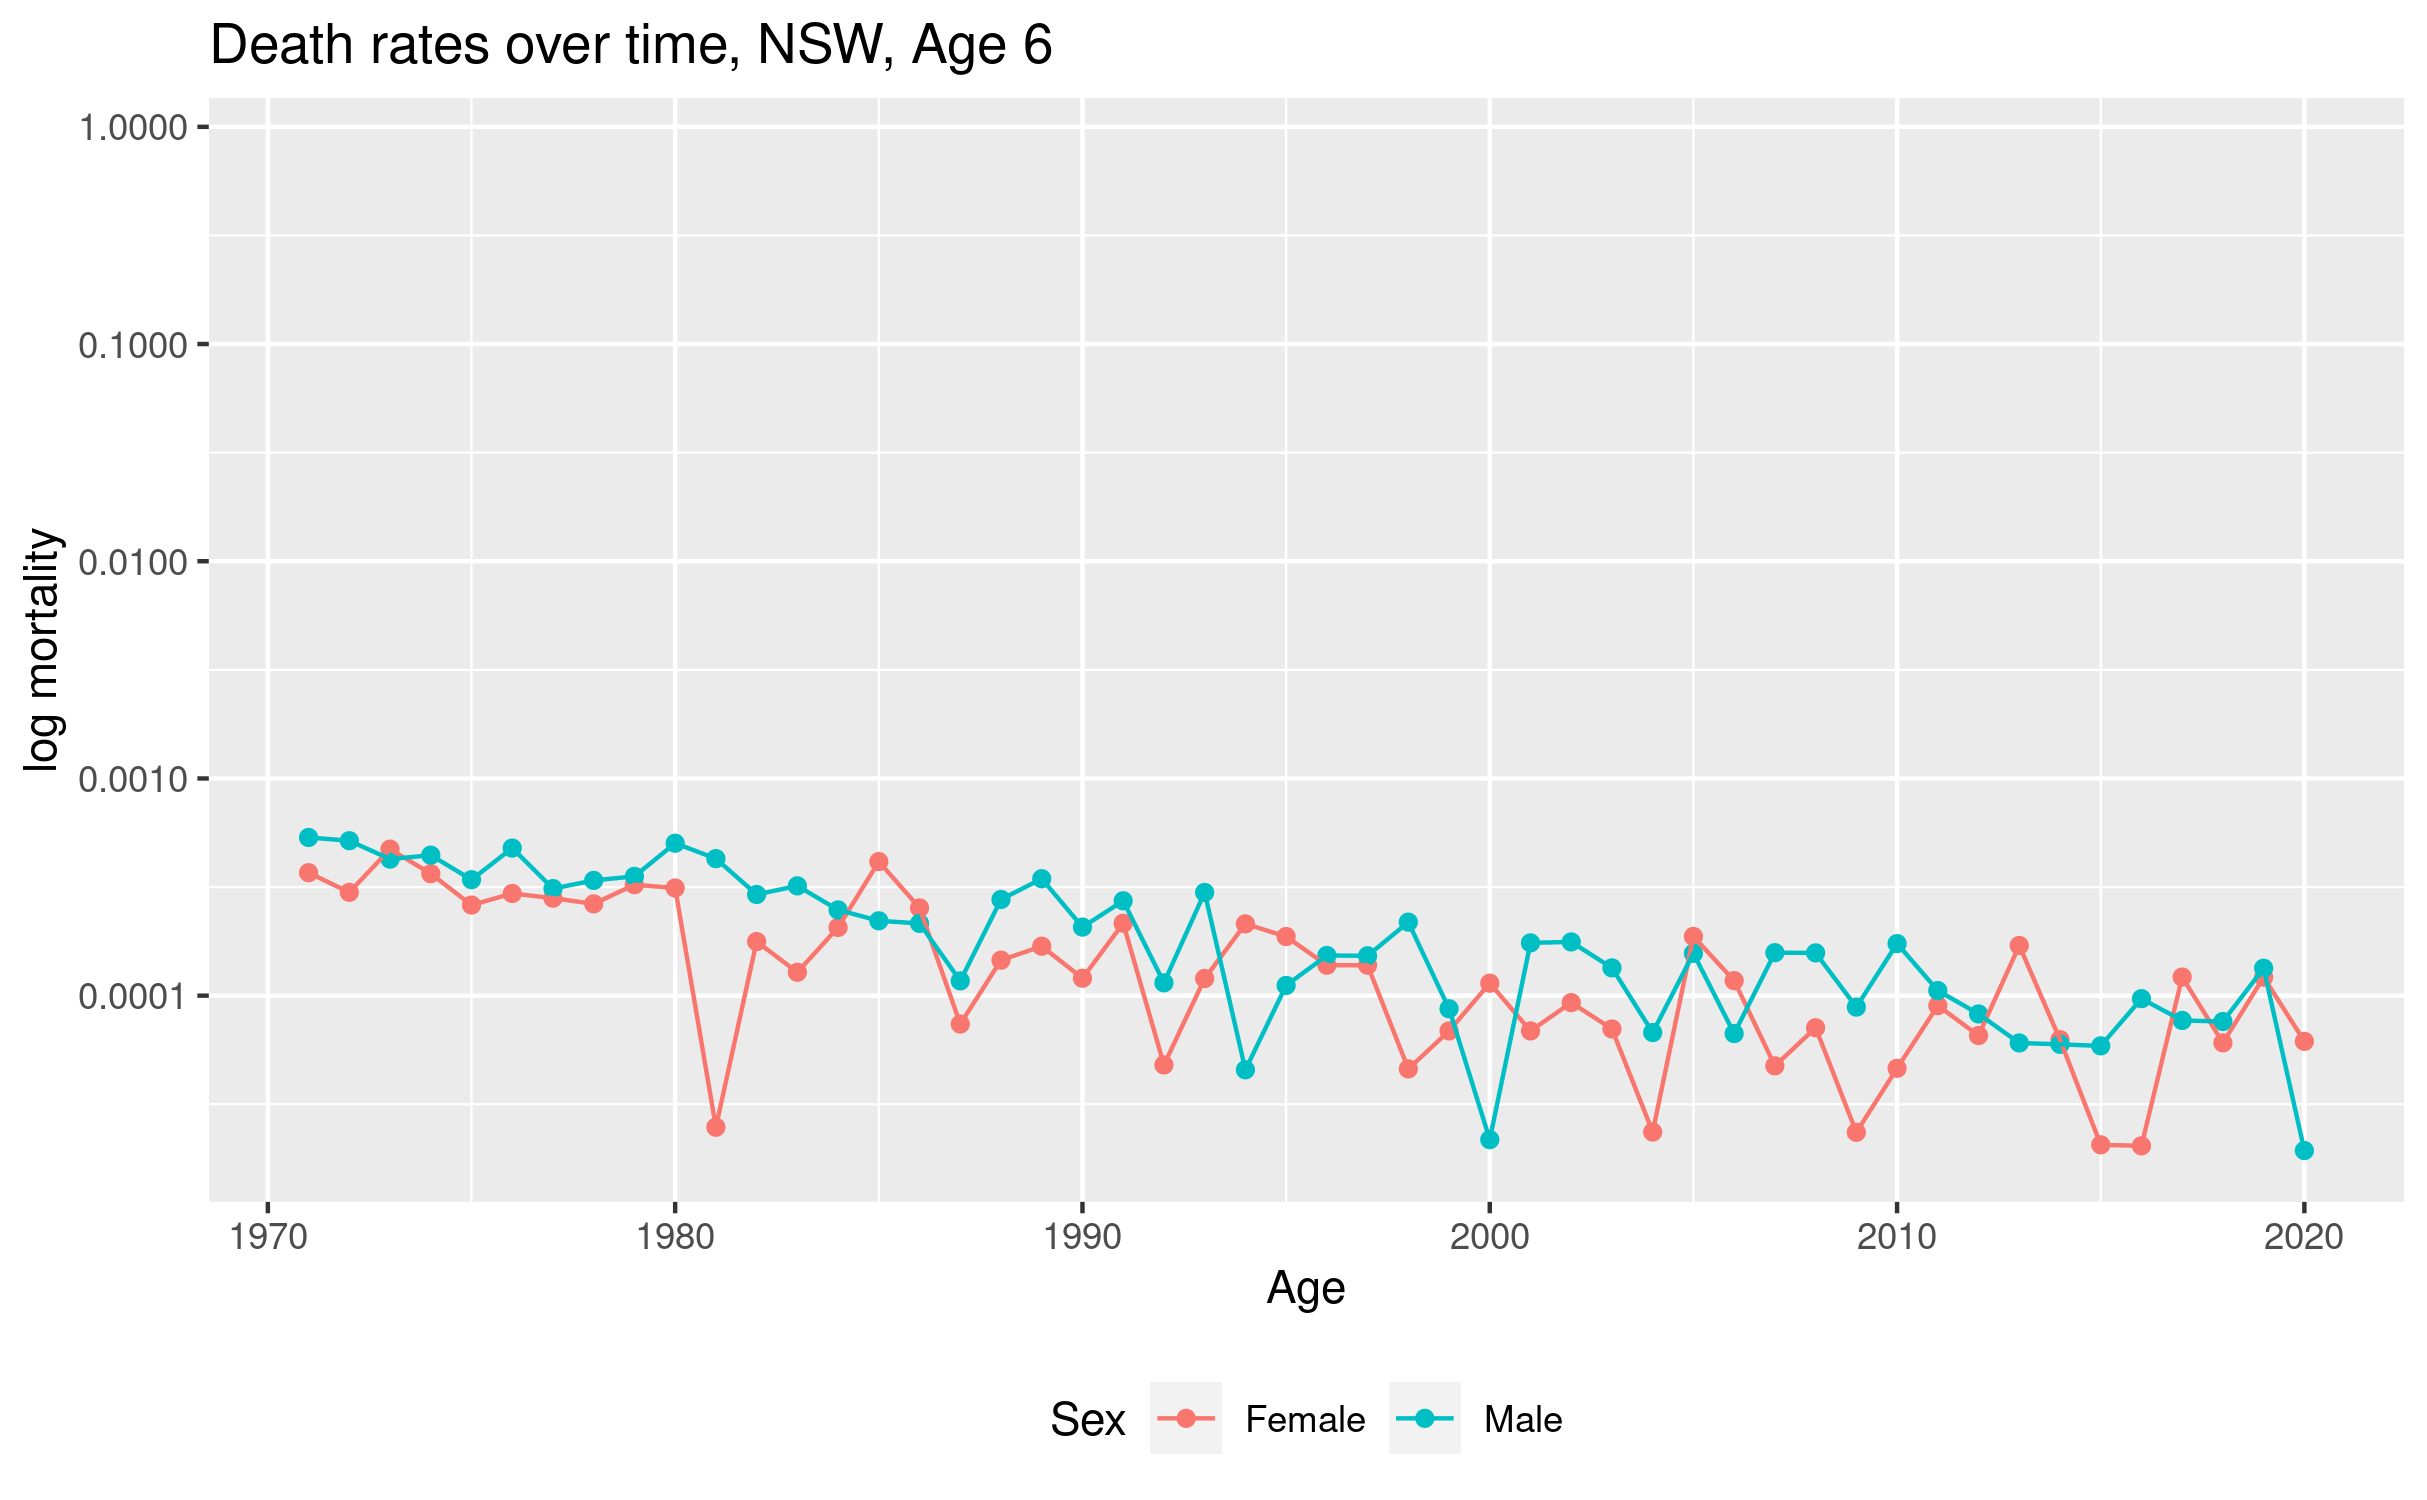 Death rates over time, NSW, Age 6
log mortality
1.0000
0.1000
0.0100
0.0010
0.0001
1970 1980 1990 2000 2010 2020
Age
Sex Female Male